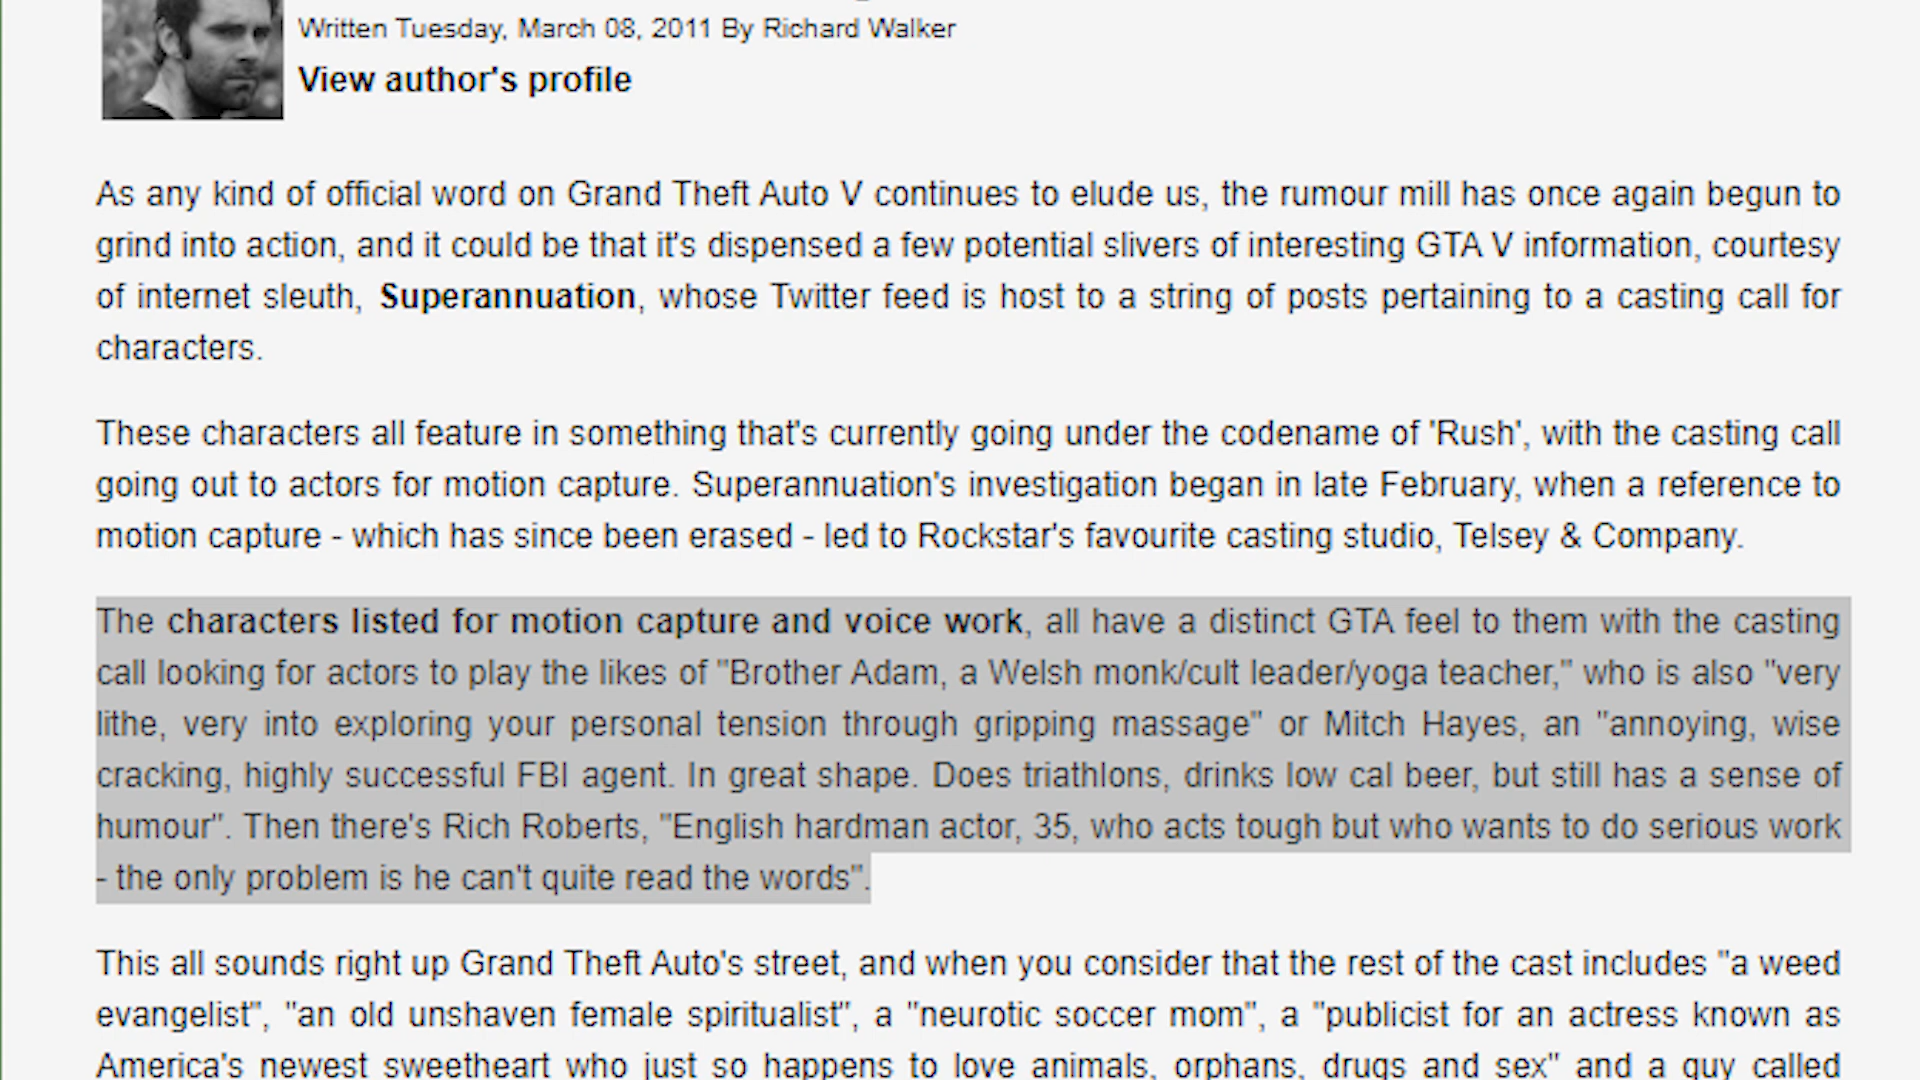 Written Tuesday, March 08, 2011 By Richard Walker
View author's profile
As any kind of official word on Grand Theft Auto V continues to elude us, the rumour mill has once again begun to
grind into action, and it could be that it's dispensed a few potential slivers of interesting GTA V information, courtesy
of internet sleuth, Superannuation, whose Twitter feed is host to a string of posts pertaining to a casting call for
characters.
These characters all feature in something that's currently going under the codename of 'Rush', with the casting call
going out to actors for motion capture. Superannuation's investigation began in late February, when a reference to
motion capture - which has since been erased - led to Rockstar's favourite casting studio, Telsey & Company.
The characters listed for motion capture and voice work, all have a distinct GTA feel to them with the casting
call looking for actors to play the likes of "Brother Adam, a Welsh monk/cult leader/yoga teacher," who is also "very
lithe, very into exploring your personal tension through gripping massage" or Mitch Hayes, an "annoying, wise
cracking, highly successful FBI agent. In great shape. Does triathlons, drinks low cal beer, but still has a sense of
humour". Then there's Rich Roberts, "English hardman actor, 35, who acts tough but who wants to do serious work
- the only problem is he can't quite read the words".
This all sounds right up Grand Theft Auto's street, and when you consider that the rest of the cast includes "a weed
evangelist", "an old unshaven female spiritualist", a "neurotic soccer mom", a "publicist for an actress known as
America's newest sweetheart who just so happens to love animals, orphans, drugs and sex" and a guy called